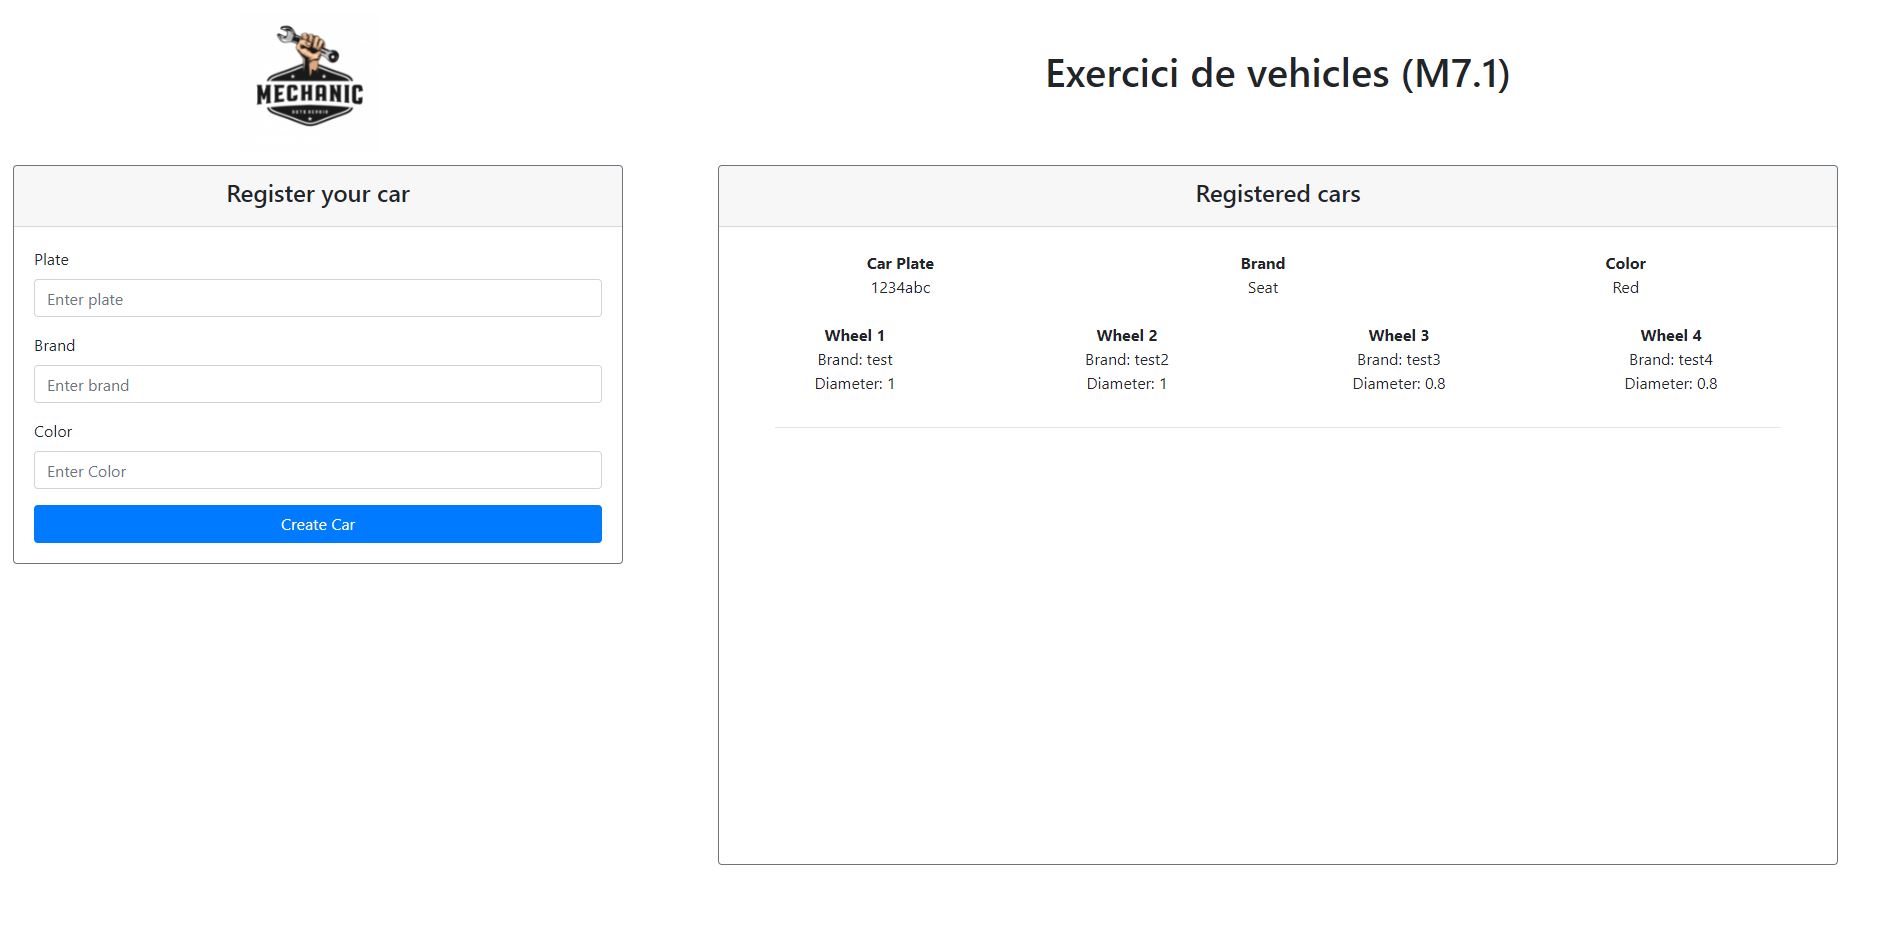 MECHANIC
AUTO REPAIR
Exercici de vehicles (M7.1)
Register your car
Plate
Enter plate
Brand
Enter brand
Color
Enter Color
Create Car
Registered cars
Car Plate Brand Color
1234abc Seat Red
Wheel 1 Wheel 2 Wheel 3 Wheel 4
Brand: test Brand: test2 Brand: test3 Brand: test4
Diameter: 1 Diameter: 1 Diameter: 0.8 Diameter: 0.8